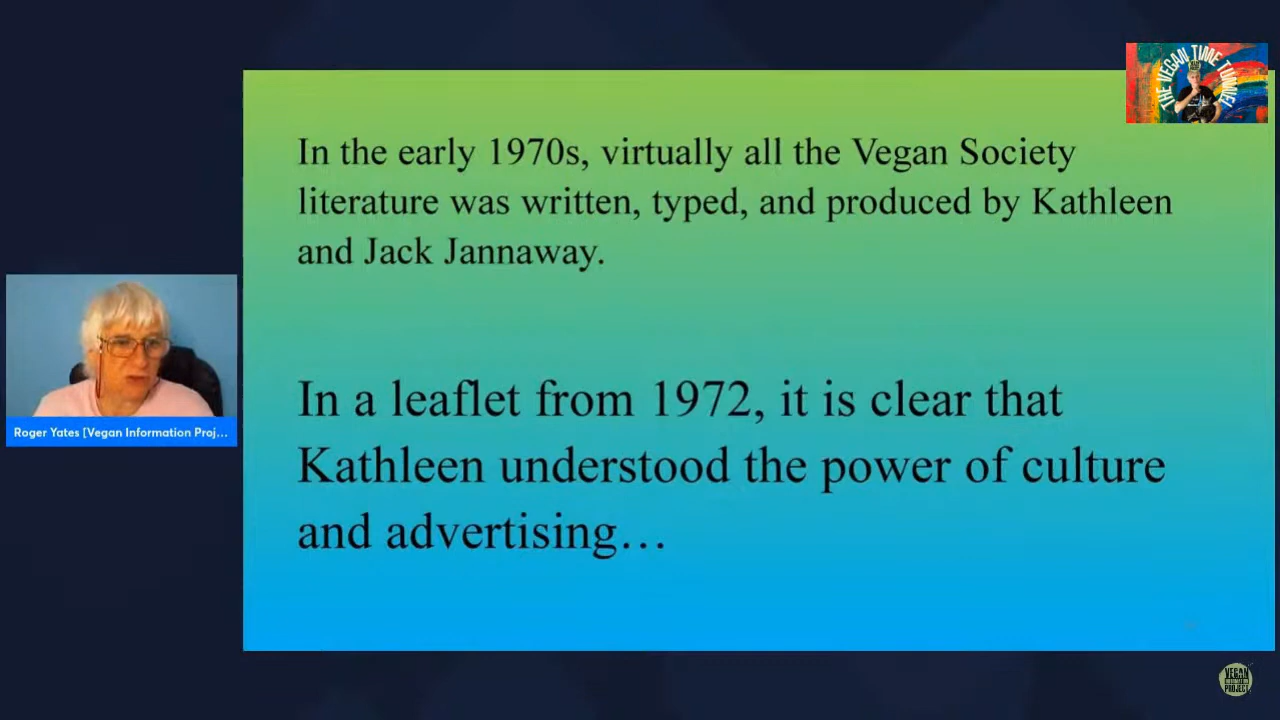 THE VEGAN TIME TUNNEL
In the early 1970s, virtually all the Vegan Society
literature was written, typed, and produced by Kathleen
and Jack Jannaway.
In a leaflet from 1972, it is clear that
Kathleen understood the power of culture
and advertising…
Roger Yates [Vegan Information Proj...
VEGAN
INFORMATION
PROJECT